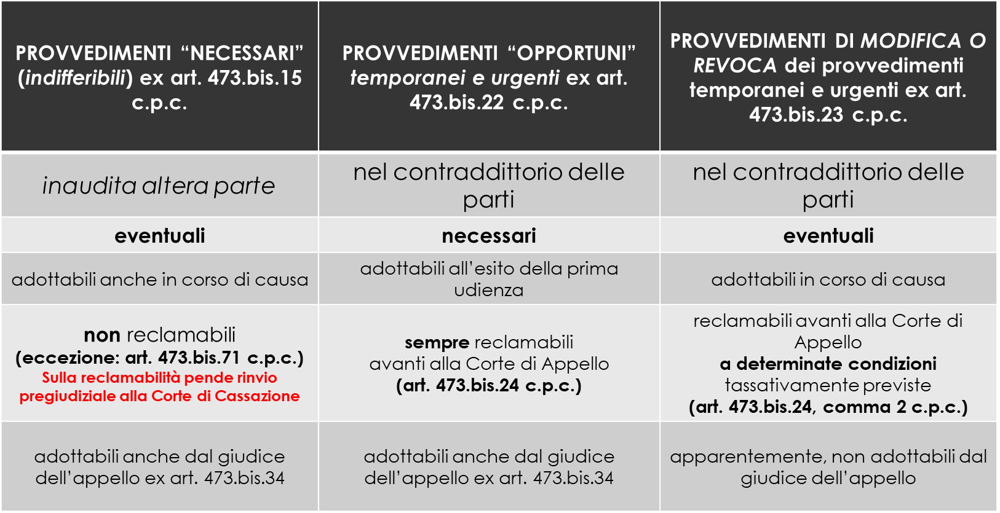 PROVVEDIMENTI “NECESSARI”
(indifferibili) ex art. 473.bis.15
c.p.c.
PROVVEDIMENTI “OPPORTUNI”
temporanei e urgenti ex art.
473.bis.22 c.p.c.
PROVVEDIMENTI DI MODIFICA O
REVOCA dei provvedimenti
temporanei e urgenti ex art.
473.bis.23 c.p.c.
inaudita altera parte
nel contraddittorio delle
parti
nel contraddittorio delle
parti
eventuali
necessari
eventuali
adottabili anche in corso di causa
adottabili all’esito della prima
udienza
adottabili in corso di causa
non reclamabili
(eccezione: art. 473.bis.71 c.p.c.)
Sulla reclamabilità pende rinvio
pregiudiziale alla Corte di Cassazione
sempre reclamabili
avanti alla Corte di Appello
(art. 473.bis.24 c.p.c.)
reclamabili avanti alla Corte di
Appello
a determinate condizioni
tassativamente previste
(art. 473.bis.24, comma 2 c.p.c.)
adottabili anche dal giudice
dell’appello ex art. 473.bis.34
adottabili anche dal giudice
dell’appello ex art. 473.bis.34
apparentemente, non adottabili dal
giudice dell’appello